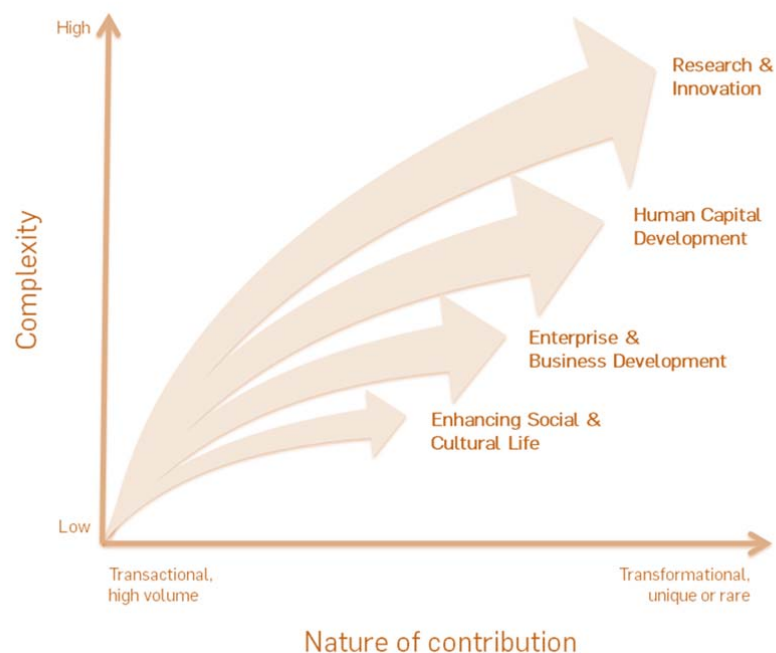 High
Research &
Innovation
Human Capital
Development
Complexity
Enterprise &
Business Development
Enhancing Social &
Cultural Life
Low
Transactional,
high volume
Transformational,
unique or rare
Nature of contribution